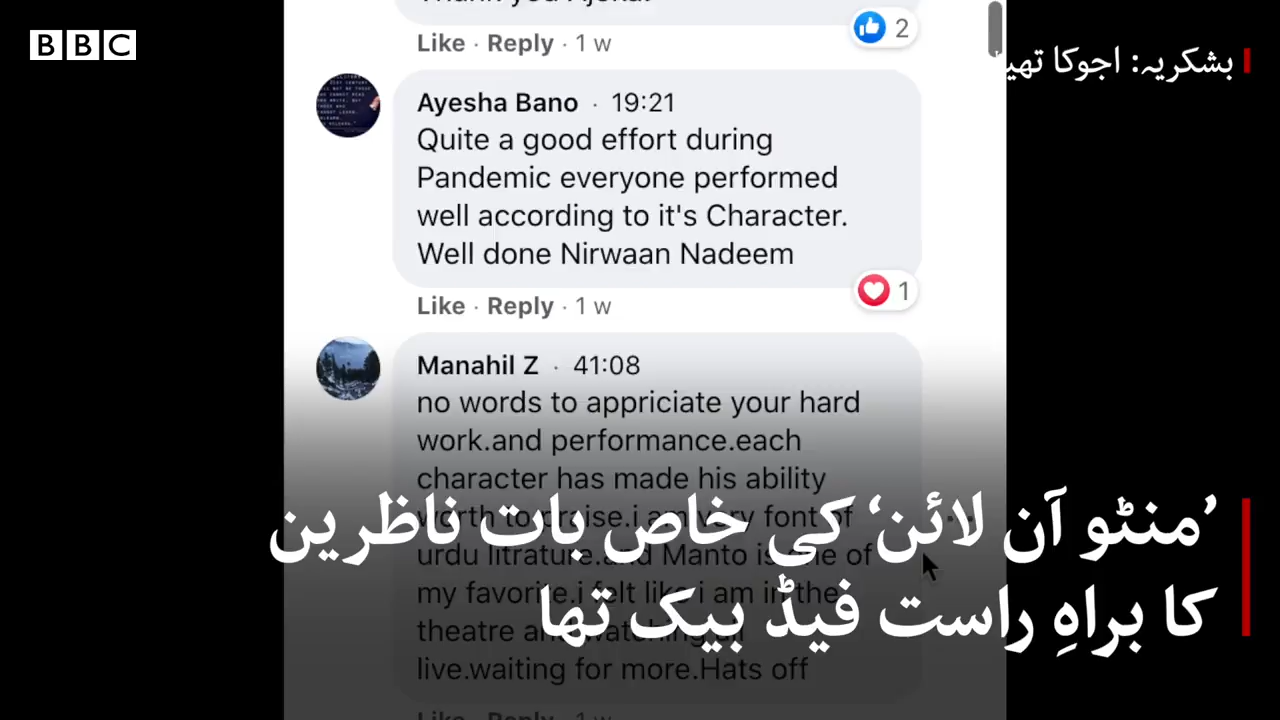 BBC
بشکریہ: اجوکا
Like · Reply · 1 w
2
Ayesha Bano · 19:21
Quite a good effort during
Pandemic everyone performed
well according to it's Character.
Well done Nirwaan Nadeem
1
Like · Reply · 1 w
Manahil Z · 41:08
no words to appriciate your hard
work.and performance.each
character has made his ability
worth to praise.i am very font of
urdu litrature.and Manto is one of
my favorite.i felt like i am in the
theatre and watching all
live.waiting for more.Hats off
’منٹو آن لائن‘ کی خاص بات ناظرین
کا براہِ راست فیڈ بیک تھا